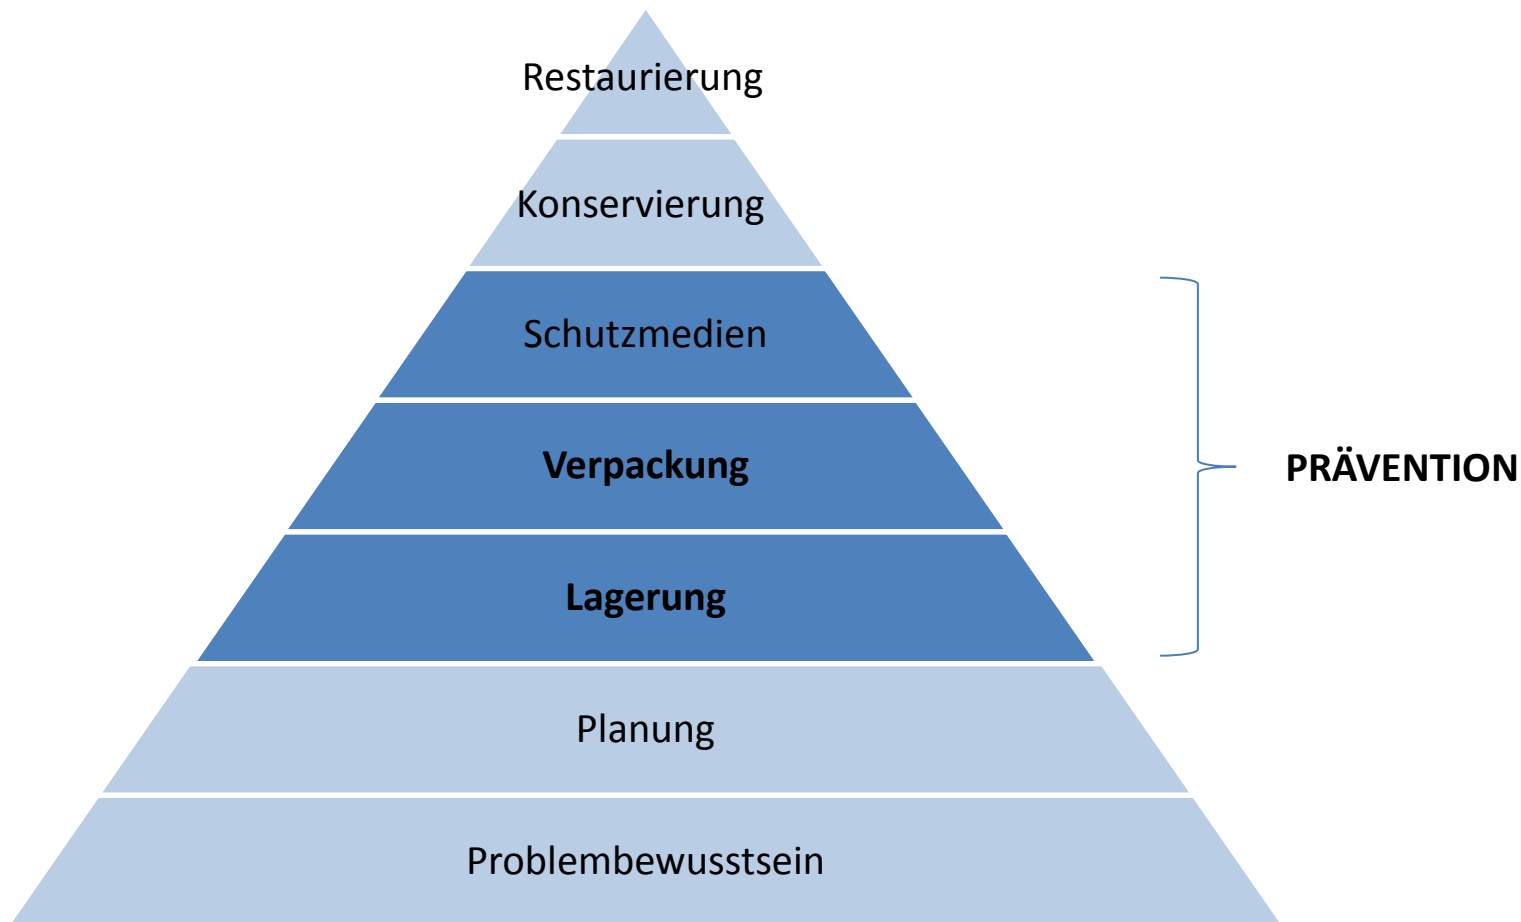 Restaurierung
Konservierung
Schutzmedien
Verpackung
PRÄVENTION
Lagerung
Planung
Problembewusstsein